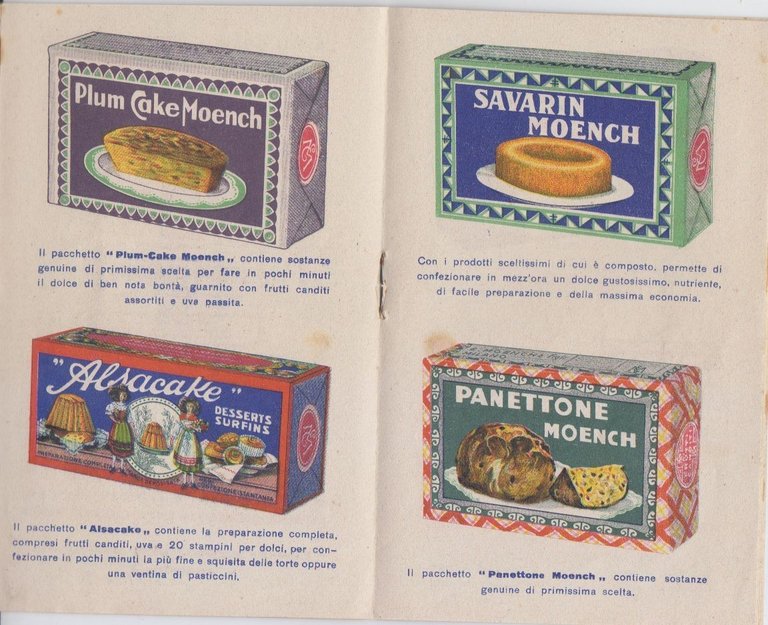 Plum Cake Moench
Il pacchetto “Plum-Cake Moench„ contiene sostanze
genuine di primissima scelta per fare in pochi minuti
il dolce di ben nota bontà, guarnito con frutti canditi
assortiti e uva passita.
"Alsacake"
DESSERTS
SURFINS
PREPARAZIONE COMPLETA
ISTANTANEA
Il pacchetto “Alsacake„ contiene la preparazione completa,
compresi frutti canditi, uva e 20 stampini per dolci, per con-
fezionare in pochi minuti la più fine e squisita delle torte oppure
una ventina di pasticcini.
SAVARIN
MOENCH
Con i prodotti sceltissimi di cui è composto, permette di
confezionare in mezz'ora un dolce gustosissimo, nutriente,
di facile preparazione e della massima economia.
PANETTONE
MOENCH
Il pacchetto “Panettone Moench„ contiene sostanze
genuine di primissima scelta.